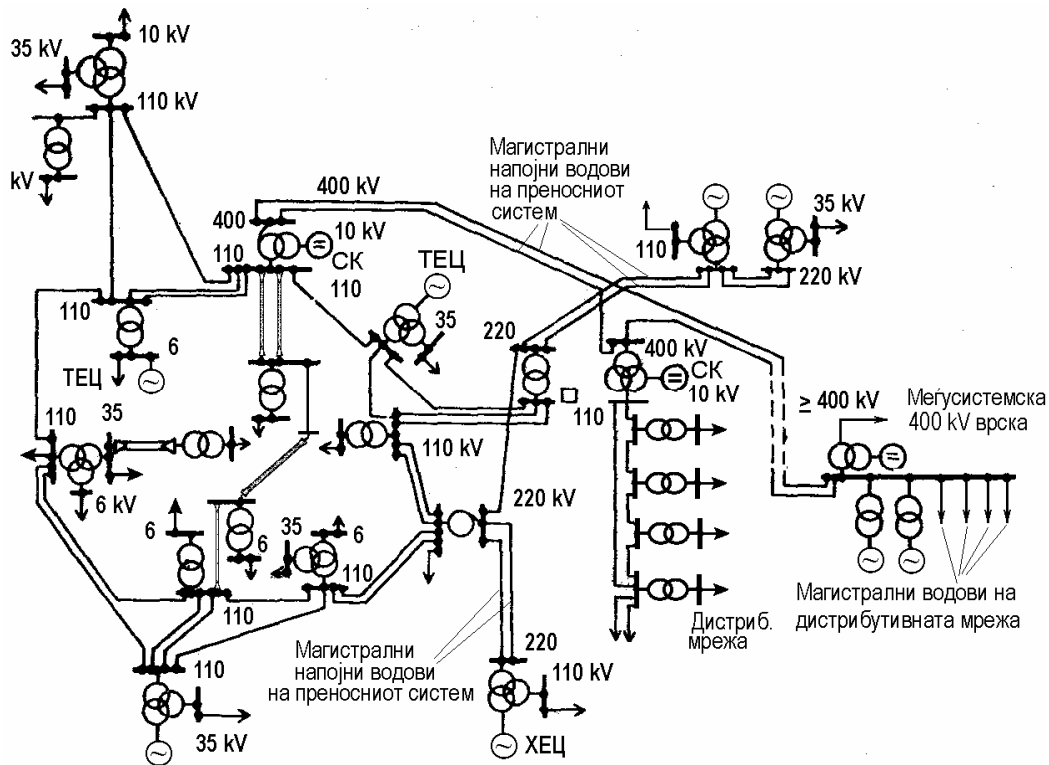 10 kV
35 kV
110 kV
kV
400 kV
Магистрални
напојни водови
на преносниот
систем
35 kV
400
10 kV
110
СК
ТЕЦ
110
110
220 kV
110
35
220
6
ТЕЦ
400 kV
СК
10 kV
110
35
110
110 kV
≥ 400 kV
Меѓусистемска
400 kV врска
6 kV
220 kV
6
35
6
6
110
110
Магистрални водови на
дистрибутивната мрежа
Дистриб.
мрежа
Магистрални
напојни водови
на преносниот систем
110
220
110 kV
35 kV
ХЕЦ